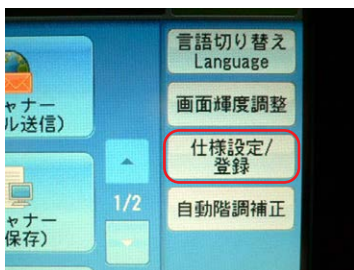 言語切り替え
Language
画面輝度調整
仕様設定/
登録
自動階調補正
ャナー
ル送信)
1/2
ャナー
保存)